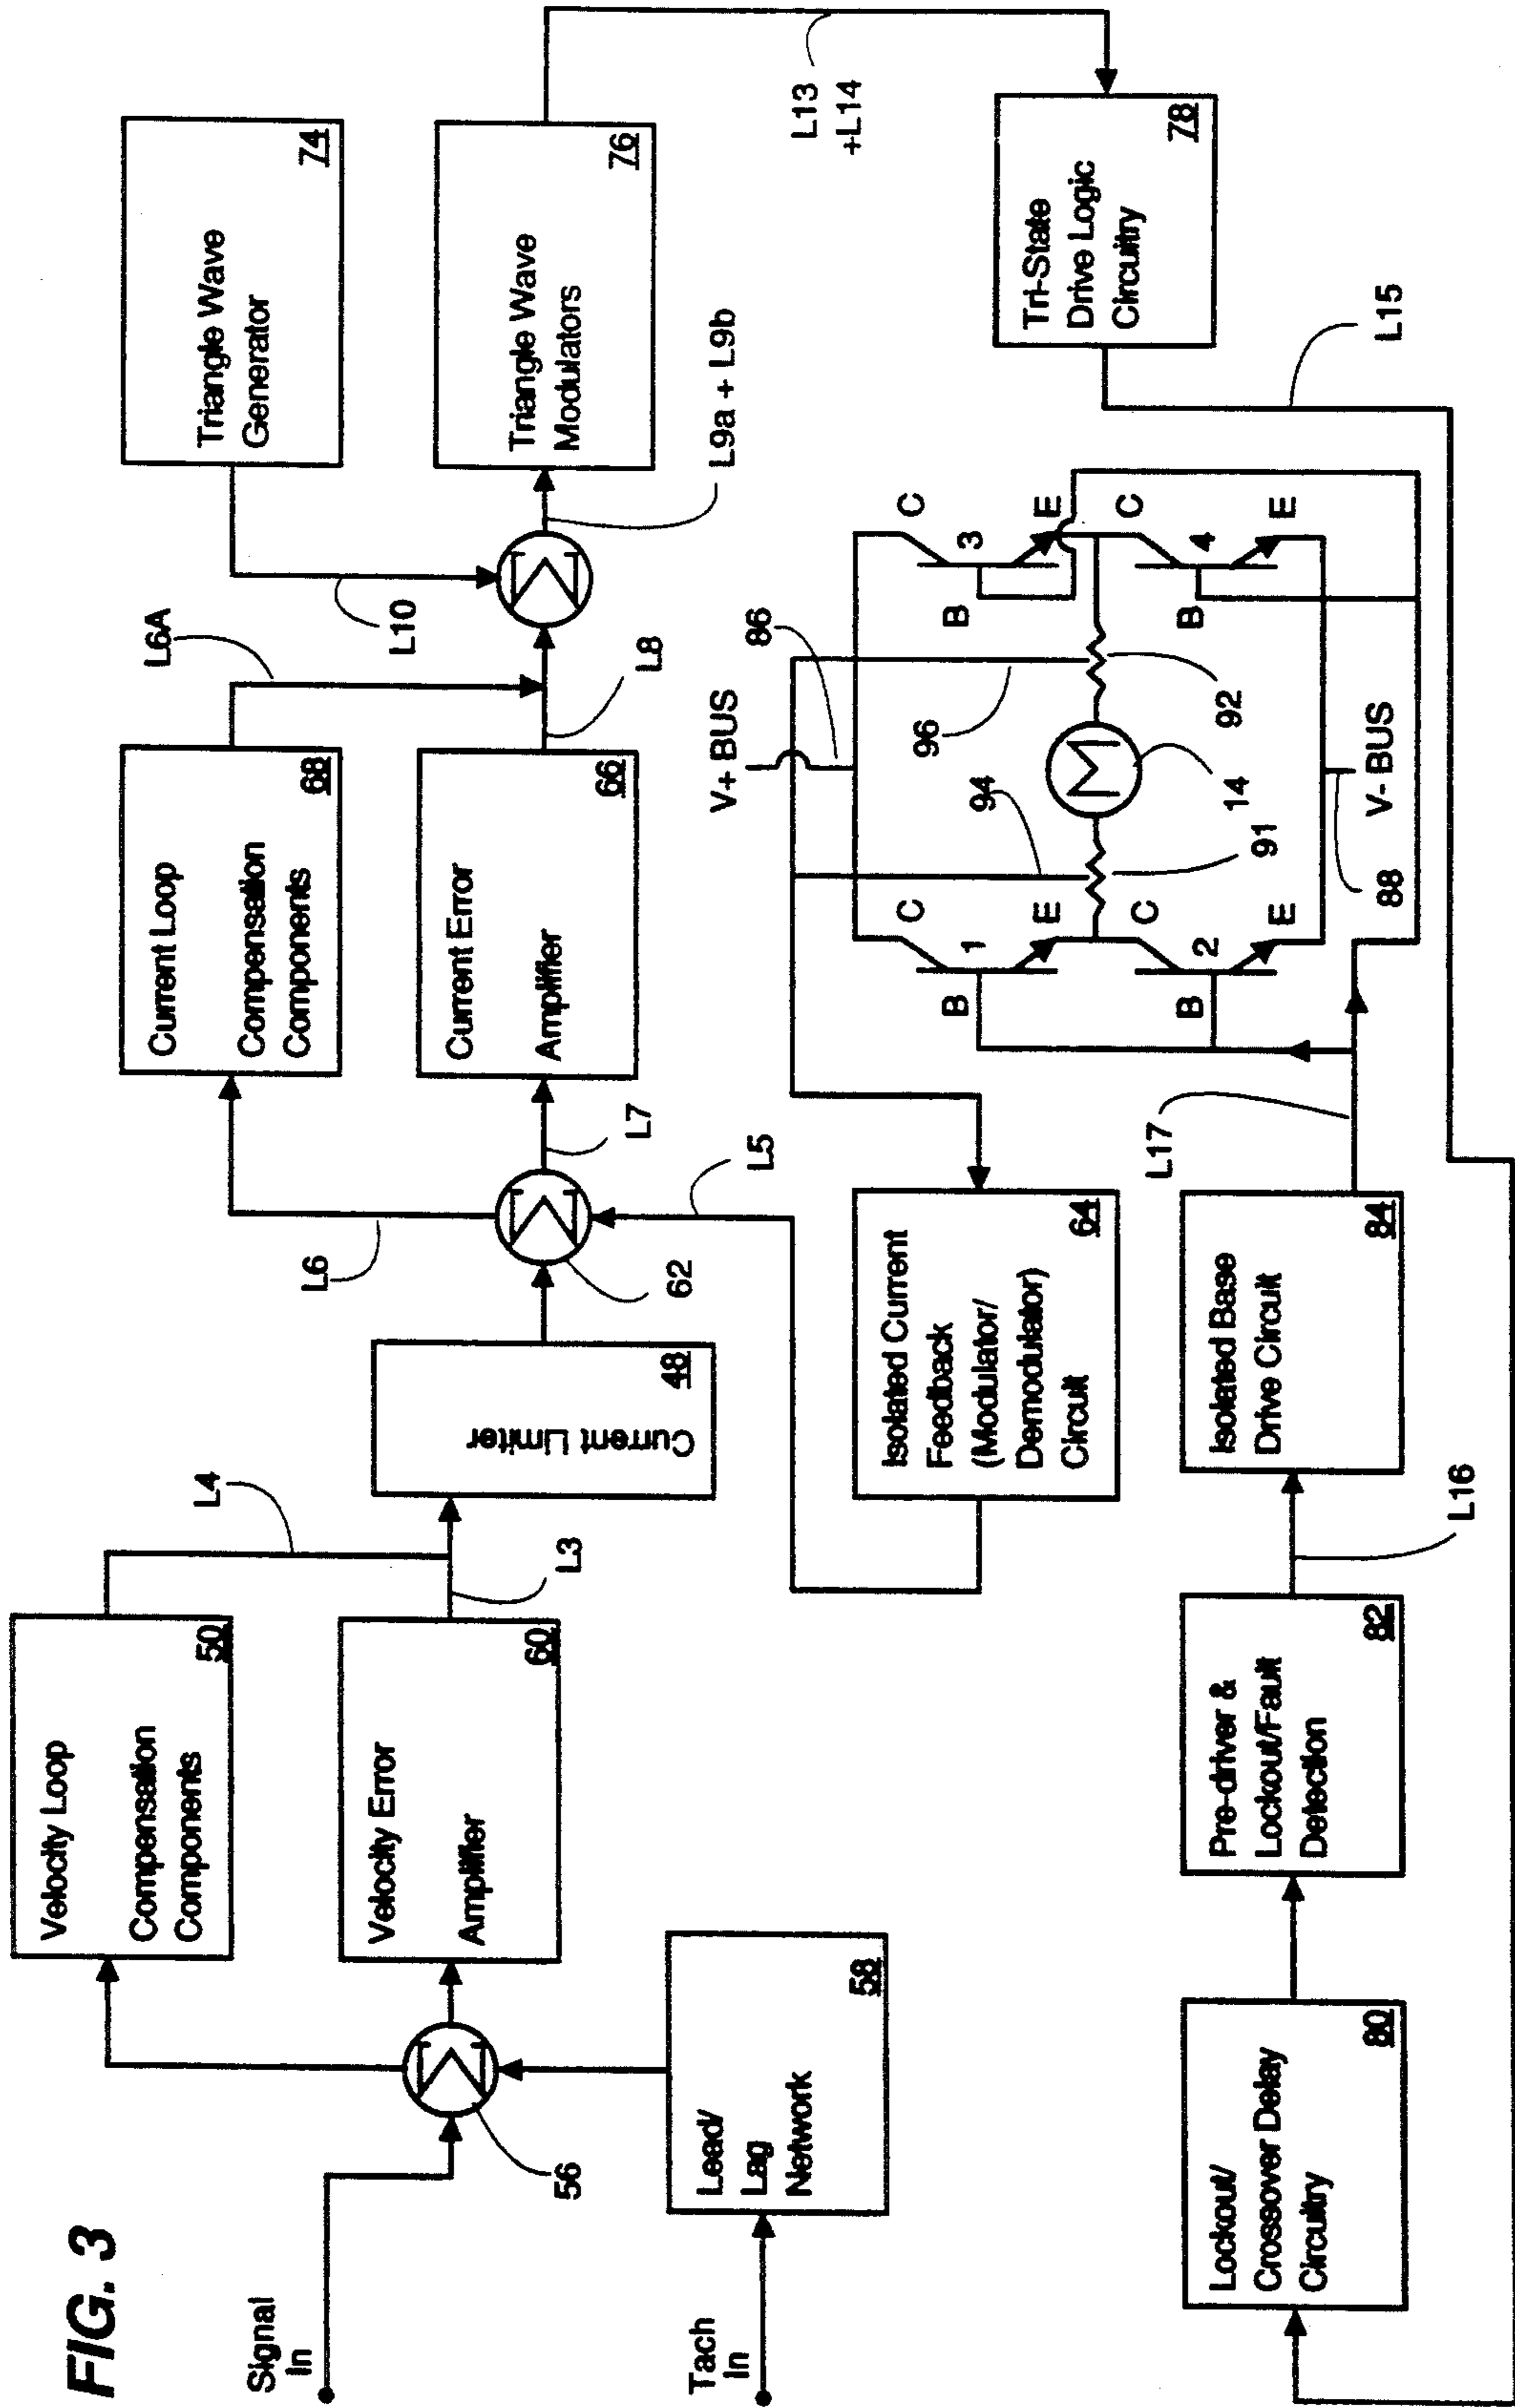 FIG. 3
Signal
In
Tach
In
56
Lead/
Lag
Network
58
Velocity Loop
Compensation
Components
50
Velocity Error
Amplifier
60
L4
L3
Current Limiter
48
62
L6
L7
L5
Current Loop
Compensation
Components
68
Current Error
Amplifier
66
L6A
L8
L10
Triangle Wave
Generator
74
Triangle Wave
Modulators
76
L9a + L9b
L13
+L14
Tri-State
Drive Logic
Circuitry
78
L15
Isolated Current
Feedback
(Modulator/
Demodulator)
Circuit
64
Lockout/
Crossover Delay
Circuitry
80
Pre-driver &
Lockout/Fault
Detection
82
L16
Isolated Base
Drive Circuit
84
L17
V+ BUS
86
94
96
C
B
1
E
C
B
2
E
91
M
14
92
C
B
3
E
C
B
4
E
88
V- BUS